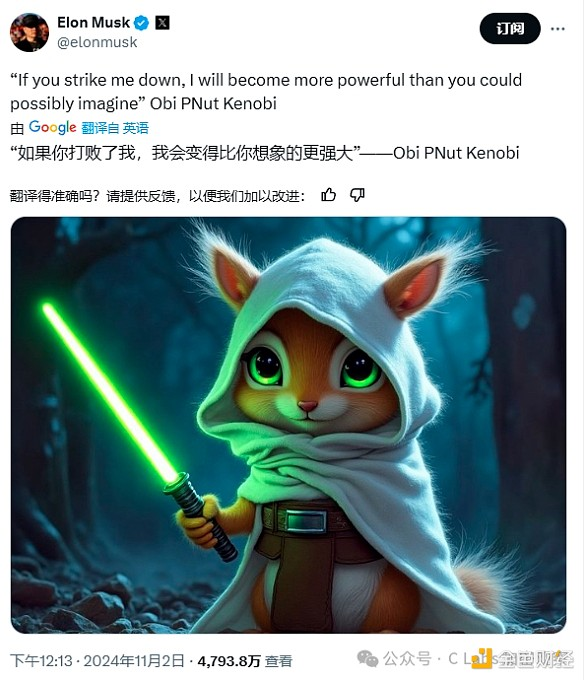 Elon Musk
@elonmusk
订阅
“If you strike me down, I will become more powerful than you could
possibly imagine” Obi PNut Kenobi
由 Google 翻译自 英语
“如果你打败了我，我会变得比你想象的更强大”——Obi PNut Kenobi
翻译得准确吗？请提供反馈，以便我们加以改进：
下午12:13 · 2024年11月2日 · 4,793.8万 查看
公众号 · C Labs
金色财经